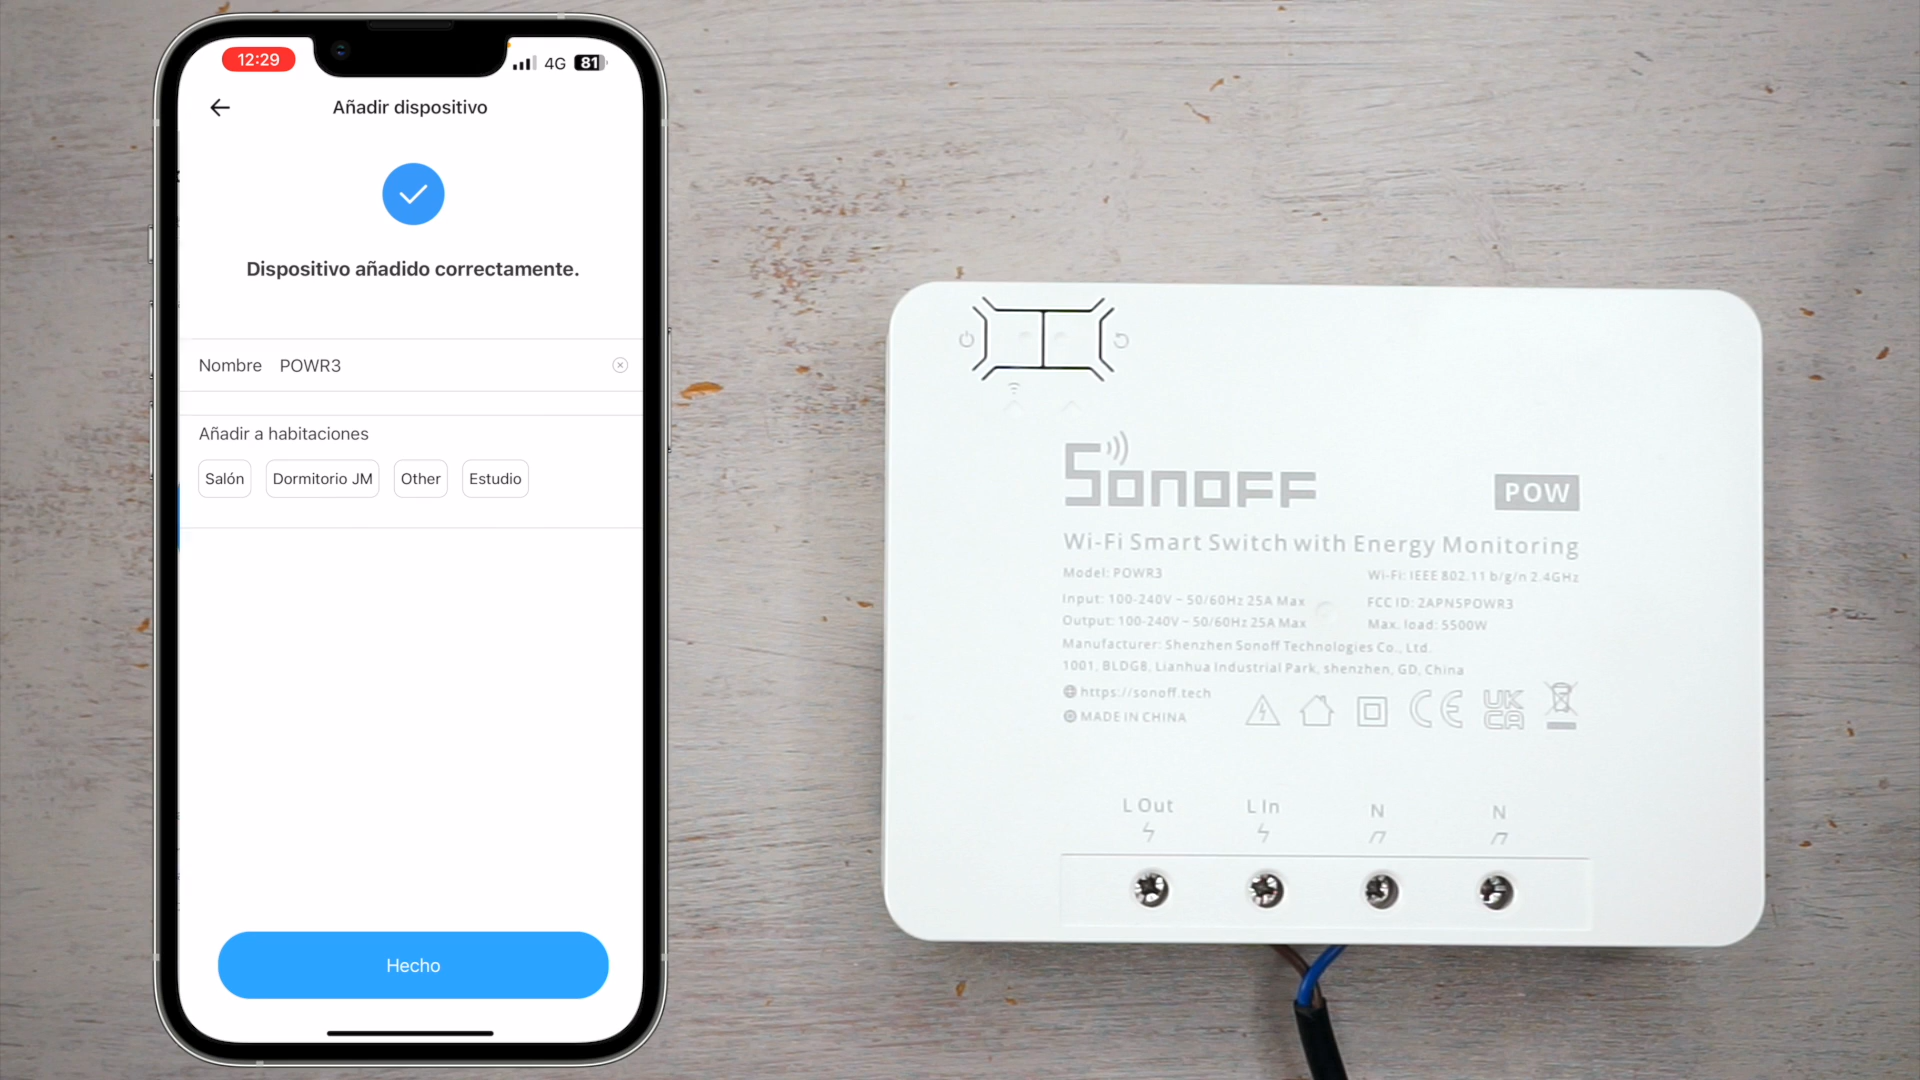 12:29
4G 81
Añadir dispositivo
Dispositivo añadido correctamente.
Nombre POWR3
Añadir a habitaciones
Salón Dormitorio JM Other Estudio
Hecho
SONOFF
POW
Wi-Fi Smart Switch with Energy Monitoring
Model: POWR3
Wi-Fi: IEEE 802.11 b/g/n 2.4GHz
Input: 100-240V ~ 50/60Hz 25A Max
FCC ID: 2APN5POWR3
Output: 100-240V ~ 50/60Hz 25A Max
Max. load: 5500W
Manufacturer: Shenzhen Sonoff Technologies Co., Ltd.
1001, BLDG8, Lianhua Industrial Park, shenzhen, GD, China
https://sonoff.tech
MADE IN CHINA
CE
UK
CA
L Out L In N N